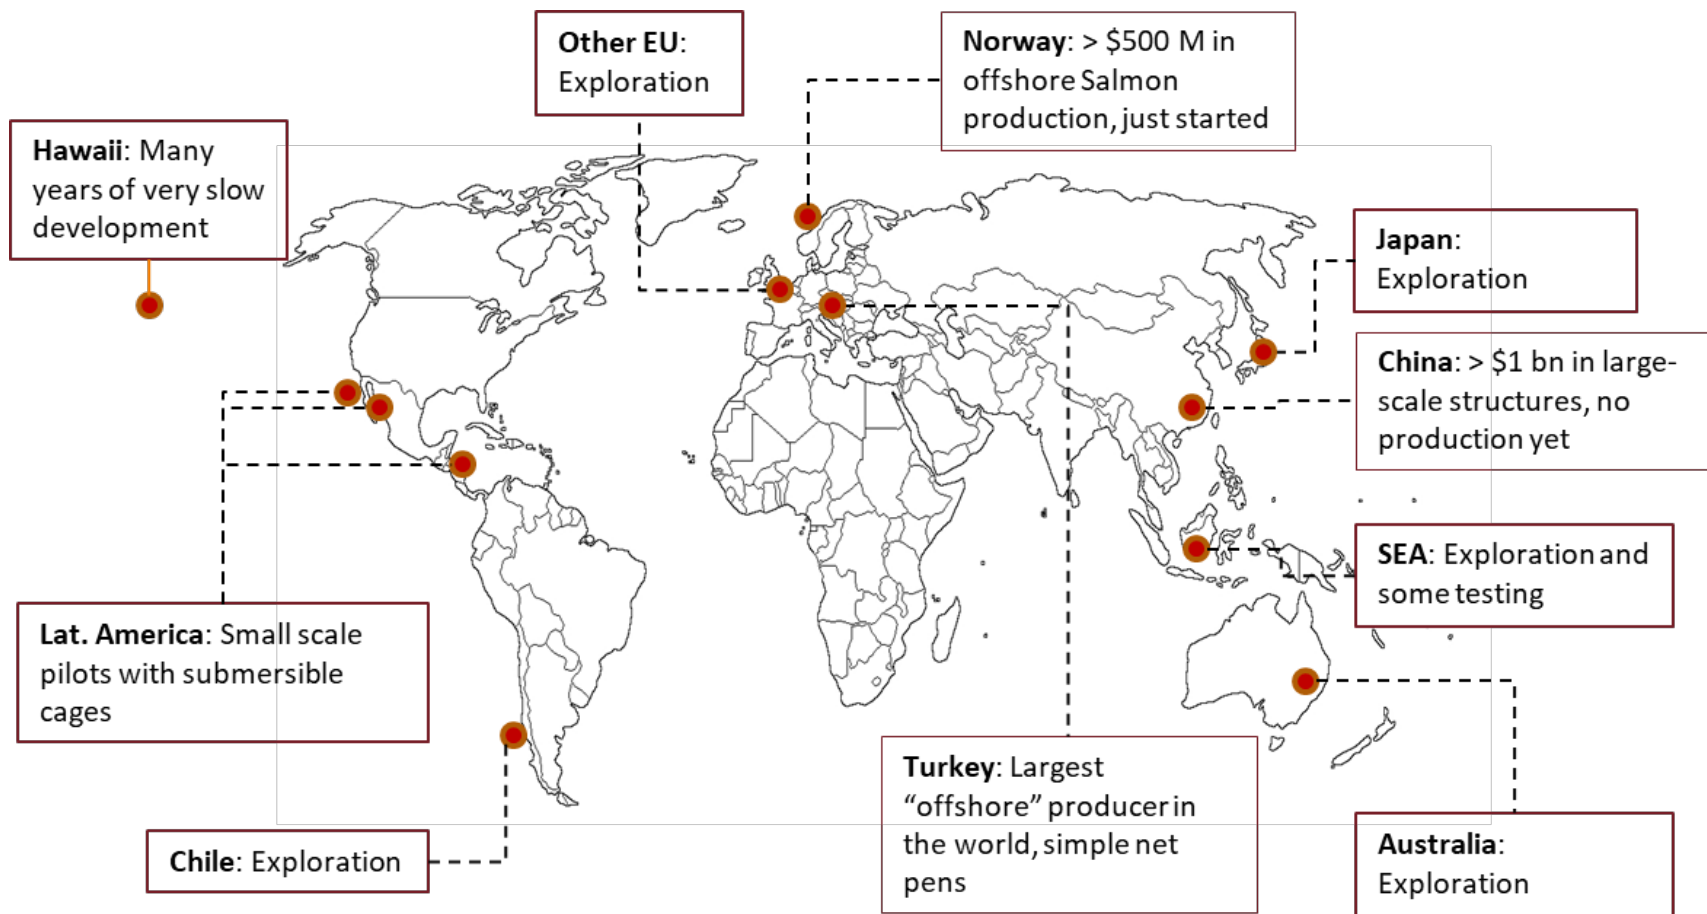 Other EU:
Exploration
Norway: > $500 M in
offshore Salmon
production, just started
Hawaii: Many
years of very slow
development
Japan:
Exploration
China: > $1 bn in large-
scale structures, no
production yet
SEA: Exploration and
some testing
Lat. America: Small scale
pilots with submersible
cages
Turkey: Largest
“offshore” producer in
the world, simple net
pens
Chile: Exploration
Australia:
Exploration